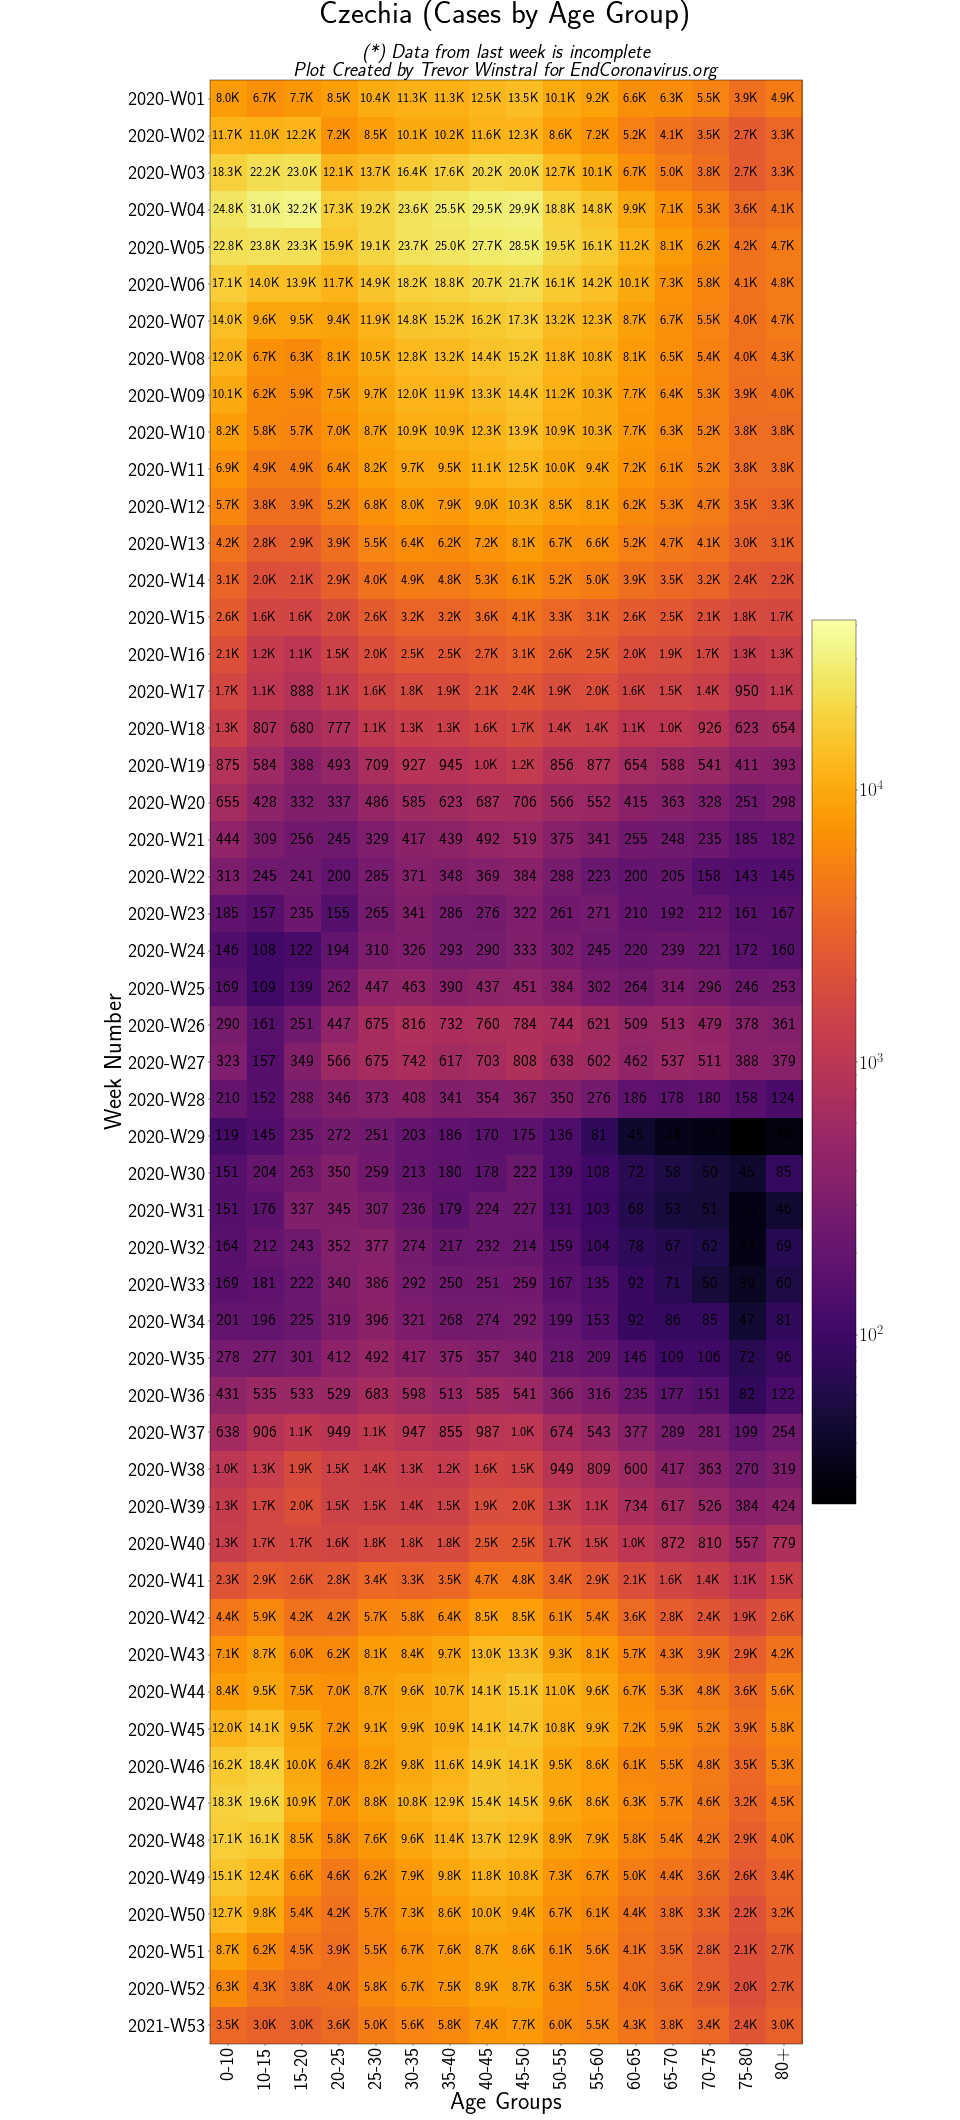 Czechia (Cases by Age Group)
(*) Data from last week is incomplete
Plot Created by Trevor Winstral for EndCoronavirus.org
2020-W01 8.0K 6.7K 7.7K 8.5K 10.4K 11.3K 11.3K 12.5K 13.5K 10.1K 9.2K 6.6K 6.3K 5.5K 3.9K 4.9K
2020-W02 11.7K 11.0K 12.2K 7.2K 8.5K 10.1K 10.2K 11.6K 12.3K 8.6K 7.2K 5.2K 4.1K 3.5K 2.7K 3.3K
2020-W03 18.3K 22.2K 23.0K 12.1K 13.7K 16.4K 17.6K 20.2K 20.0K 12.7K 10.1K 6.7K 5.0K 3.8K 2.7K 3.3K
2020-W04 24.8K 31.0K 32.2K 17.3K 19.2K 23.6K 25.5K 29.5K 29.9K 18.8K 14.8K 9.9K 7.1K 5.3K 3.6K 4.1K
2020-W05 22.8K 23.8K 23.3K 15.9K 19.1K 23.7K 25.0K 27.7K 28.5K 19.5K 16.1K 11.2K 8.1K 6.2K 4.2K 4.7K
2020-W06 17.1K 14.0K 13.9K 11.7K 14.9K 18.2K 18.8K 20.7K 21.7K 16.1K 14.2K 10.1K 7.3K 5.8K 4.1K 4.8K
2020-W07 14.0K 9.6K 9.5K 9.4K 11.9K 14.8K 15.2K 16.2K 17.3K 13.2K 12.3K 8.7K 6.7K 5.5K 4.0K 4.7K
2020-W08 12.0K 6.7K 6.3K 8.1K 10.5K 12.8K 13.2K 14.4K 15.2K 11.8K 10.8K 8.1K 6.5K 5.4K 4.0K 4.3K
2020-W09 10.1K 6.2K 5.9K 7.5K 9.7K 12.0K 11.9K 13.3K 14.4K 11.2K 10.3K 7.7K 6.4K 5.3K 3.9K 4.0K
2020-W10 8.2K 5.8K 5.7K 7.0K 8.7K 10.9K 10.9K 12.3K 13.9K 10.9K 10.3K 7.7K 6.3K 5.2K 3.8K 3.8K
2020-W11 6.9K 4.9K 4.9K 6.4K 8.2K 9.7K 9.5K 11.1K 12.5K 10.0K 9.4K 7.2K 6.1K 5.2K 3.8K 3.8K
2020-W12 5.7K 3.8K 3.9K 5.2K 6.8K 8.0K 7.9K 9.0K 10.3K 8.5K 8.1K 6.2K 5.3K 4.7K 3.5K 3.3K
2020-W13 4.2K 2.8K 2.9K 3.9K 5.5K 6.4K 6.2K 7.2K 8.1K 6.7K 6.6K 5.2K 4.7K 4.1K 3.0K 3.1K
2020-W14 3.1K 2.0K 2.1K 2.9K 4.0K 4.9K 4.8K 5.3K 6.1K 5.2K 5.0K 3.9K 3.5K 3.2K 2.4K 2.2K
2020-W15 2.6K 1.6K 1.6K 2.0K 2.6K 3.2K 3.2K 3.6K 4.1K 3.3K 3.1K 2.6K 2.5K 2.1K 1.8K 1.7K
2020-W16 2.1K 1.2K 1.1K 1.5K 2.0K 2.5K 2.5K 2.7K 3.1K 2.6K 2.5K 2.0K 1.9K 1.7K 1.3K 1.3K
2020-W17 1.7K 1.1K 888 1.1K 1.6K 1.8K 1.9K 2.1K 2.4K 1.9K 2.0K 1.6K 1.5K 1.4K 950 1.1K
2020-W18 1.3K 807 680 777 1.1K 1.3K 1.3K 1.6K 1.7K 1.4K 1.4K 1.1K 1.0K 926 623 654
2020-W19 875 584 388 493 709 927 945 1.0K 1.2K 856 877 654 588 541 411 393
2020-W20 655 428 332 337 486 585 623 687 706 566 552 415 363 328 251 298
2020-W21 444 309 256 245 329 417 439 492 519 375 341 255 248 235 185 182
2020-W22 313 245 241 200 285 371 348 369 384 288 223 200 205 158 143 145
2020-W23 185 157 235 155 265 341 286 276 322 261 271 210 192 212 161 167
2020-W24 146 108 122 194 310 326 293 290 333 302 245 220 239 221 172 160
2020-W25 169 109 139 262 447 463 390 437 451 384 302 264 314 296 246 253
2020-W26 290 161 251 447 675 816 732 760 784 744 621 509 513 479 378 361
2020-W27 323 157 349 566 675 742 617 703 808 638 602 462 537 511 388 379
2020-W28 210 152 288 346 373 408 341 354 367 350 276 186 178 180 158 124
2020-W29 119 145 235 272 251 203 186 170 175 136 81 45
2020-W30 151 204 263 350 259 213 180 178 222 139 108 72 58 50 45 85
2020-W31 151 176 337 345 307 236 179 224 227 131 103 68 53 51 46
2020-W32 164 212 243 352 377 274 217 232 214 159 104 78 67 62 69
2020-W33 169 181 222 340 386 292 250 251 259 167 135 92 71 50 39 60
2020-W34 201 196 225 319 396 321 268 274 292 199 153 92 86 85 47 81
2020-W35 278 277 301 412 492 417 375 357 340 218 209 146 109 106 72 96
2020-W36 431 535 533 529 683 598 513 585 541 366 316 235 177 151 82 122
2020-W37 638 906 1.1K 949 1.1K 947 855 987 1.0K 674 543 377 289 281 199 254
2020-W38 1.0K 1.3K 1.9K 1.5K 1.4K 1.3K 1.2K 1.6K 1.5K 949 809 600 417 363 270 319
2020-W39 1.3K 1.7K 2.0K 1.5K 1.5K 1.4K 1.5K 1.9K 2.0K 1.3K 1.1K 734 617 526 384 424
2020-W40 1.3K 1.7K 1.7K 1.6K 1.8K 1.8K 1.8K 2.5K 2.5K 1.7K 1.5K 1.0K 872 810 557 779
2020-W41 2.3K 2.9K 2.6K 2.8K 3.4K 3.3K 3.5K 4.7K 4.8K 3.4K 2.9K 2.1K 1.6K 1.4K 1.1K 1.5K
2020-W42 4.4K 5.9K 4.2K 4.2K 5.7K 5.8K 6.4K 8.5K 8.5K 6.1K 5.4K 3.6K 2.8K 2.4K 1.9K 2.6K
2020-W43 7.1K 8.7K 6.0K 6.2K 8.1K 8.4K 9.7K 13.0K 13.3K 9.3K 8.1K 5.7K 4.3K 3.9K 2.9K 4.2K
2020-W44 8.4K 9.5K 7.5K 7.0K 8.7K 9.6K 10.7K 14.1K 15.1K 11.0K 9.6K 6.7K 5.3K 4.8K 3.6K 5.6K
2020-W45 12.0K 14.1K 9.5K 7.2K 9.1K 9.9K 10.9K 14.1K 14.7K 10.8K 9.9K 7.2K 5.9K 5.2K 3.9K 5.8K
2020-W46 16.2K 18.4K 10.0K 6.4K 8.2K 9.8K 11.6K 14.9K 14.1K 9.5K 8.6K 6.1K 5.5K 4.8K 3.5K 5.3K
2020-W47 18.3K 19.6K 10.9K 7.0K 8.8K 10.8K 12.9K 15.4K 14.5K 9.6K 8.6K 6.3K 5.7K 4.6K 3.2K 4.5K
2020-W48 17.1K 16.1K 8.5K 5.8K 7.6K 9.6K 11.4K 13.7K 12.9K 8.9K 7.9K 5.8K 5.4K 4.2K 2.9K 4.0K
2020-W49 15.1K 12.4K 6.6K 4.6K 6.2K 7.9K 9.8K 11.8K 10.8K 7.3K 6.7K 5.0K 4.4K 3.6K 2.6K 3.4K
2020-W50 12.7K 9.8K 5.4K 4.2K 5.7K 7.3K 8.6K 10.0K 9.4K 6.7K 6.1K 4.4K 3.8K 3.3K 2.2K 3.2K
2020-W51 8.7K 6.2K 4.5K 3.9K 5.5K 6.7K 7.6K 8.7K 8.6K 6.1K 5.6K 4.1K 3.5K 2.8K 2.1K 2.7K
2020-W52 6.3K 4.3K 3.8K 4.0K 5.8K 6.7K 7.5K 8.9K 8.7K 6.3K 5.5K 4.0K 3.6K 2.9K 2.0K 2.7K
2021-W53 3.5K 3.0K 3.0K 3.6K 5.0K 5.6K 5.8K 7.4K 7.7K 6.0K 5.5K 4.3K 3.8K 3.4K 2.4K 3.0K
0-10 10-15 15-20 20-25 25-30 30-35 35-40 40-45 45-50 50-55 55-60 60-65 65-70 70-75 75-80 80+
Age Groups
Week Number
10⁴
10³
10²